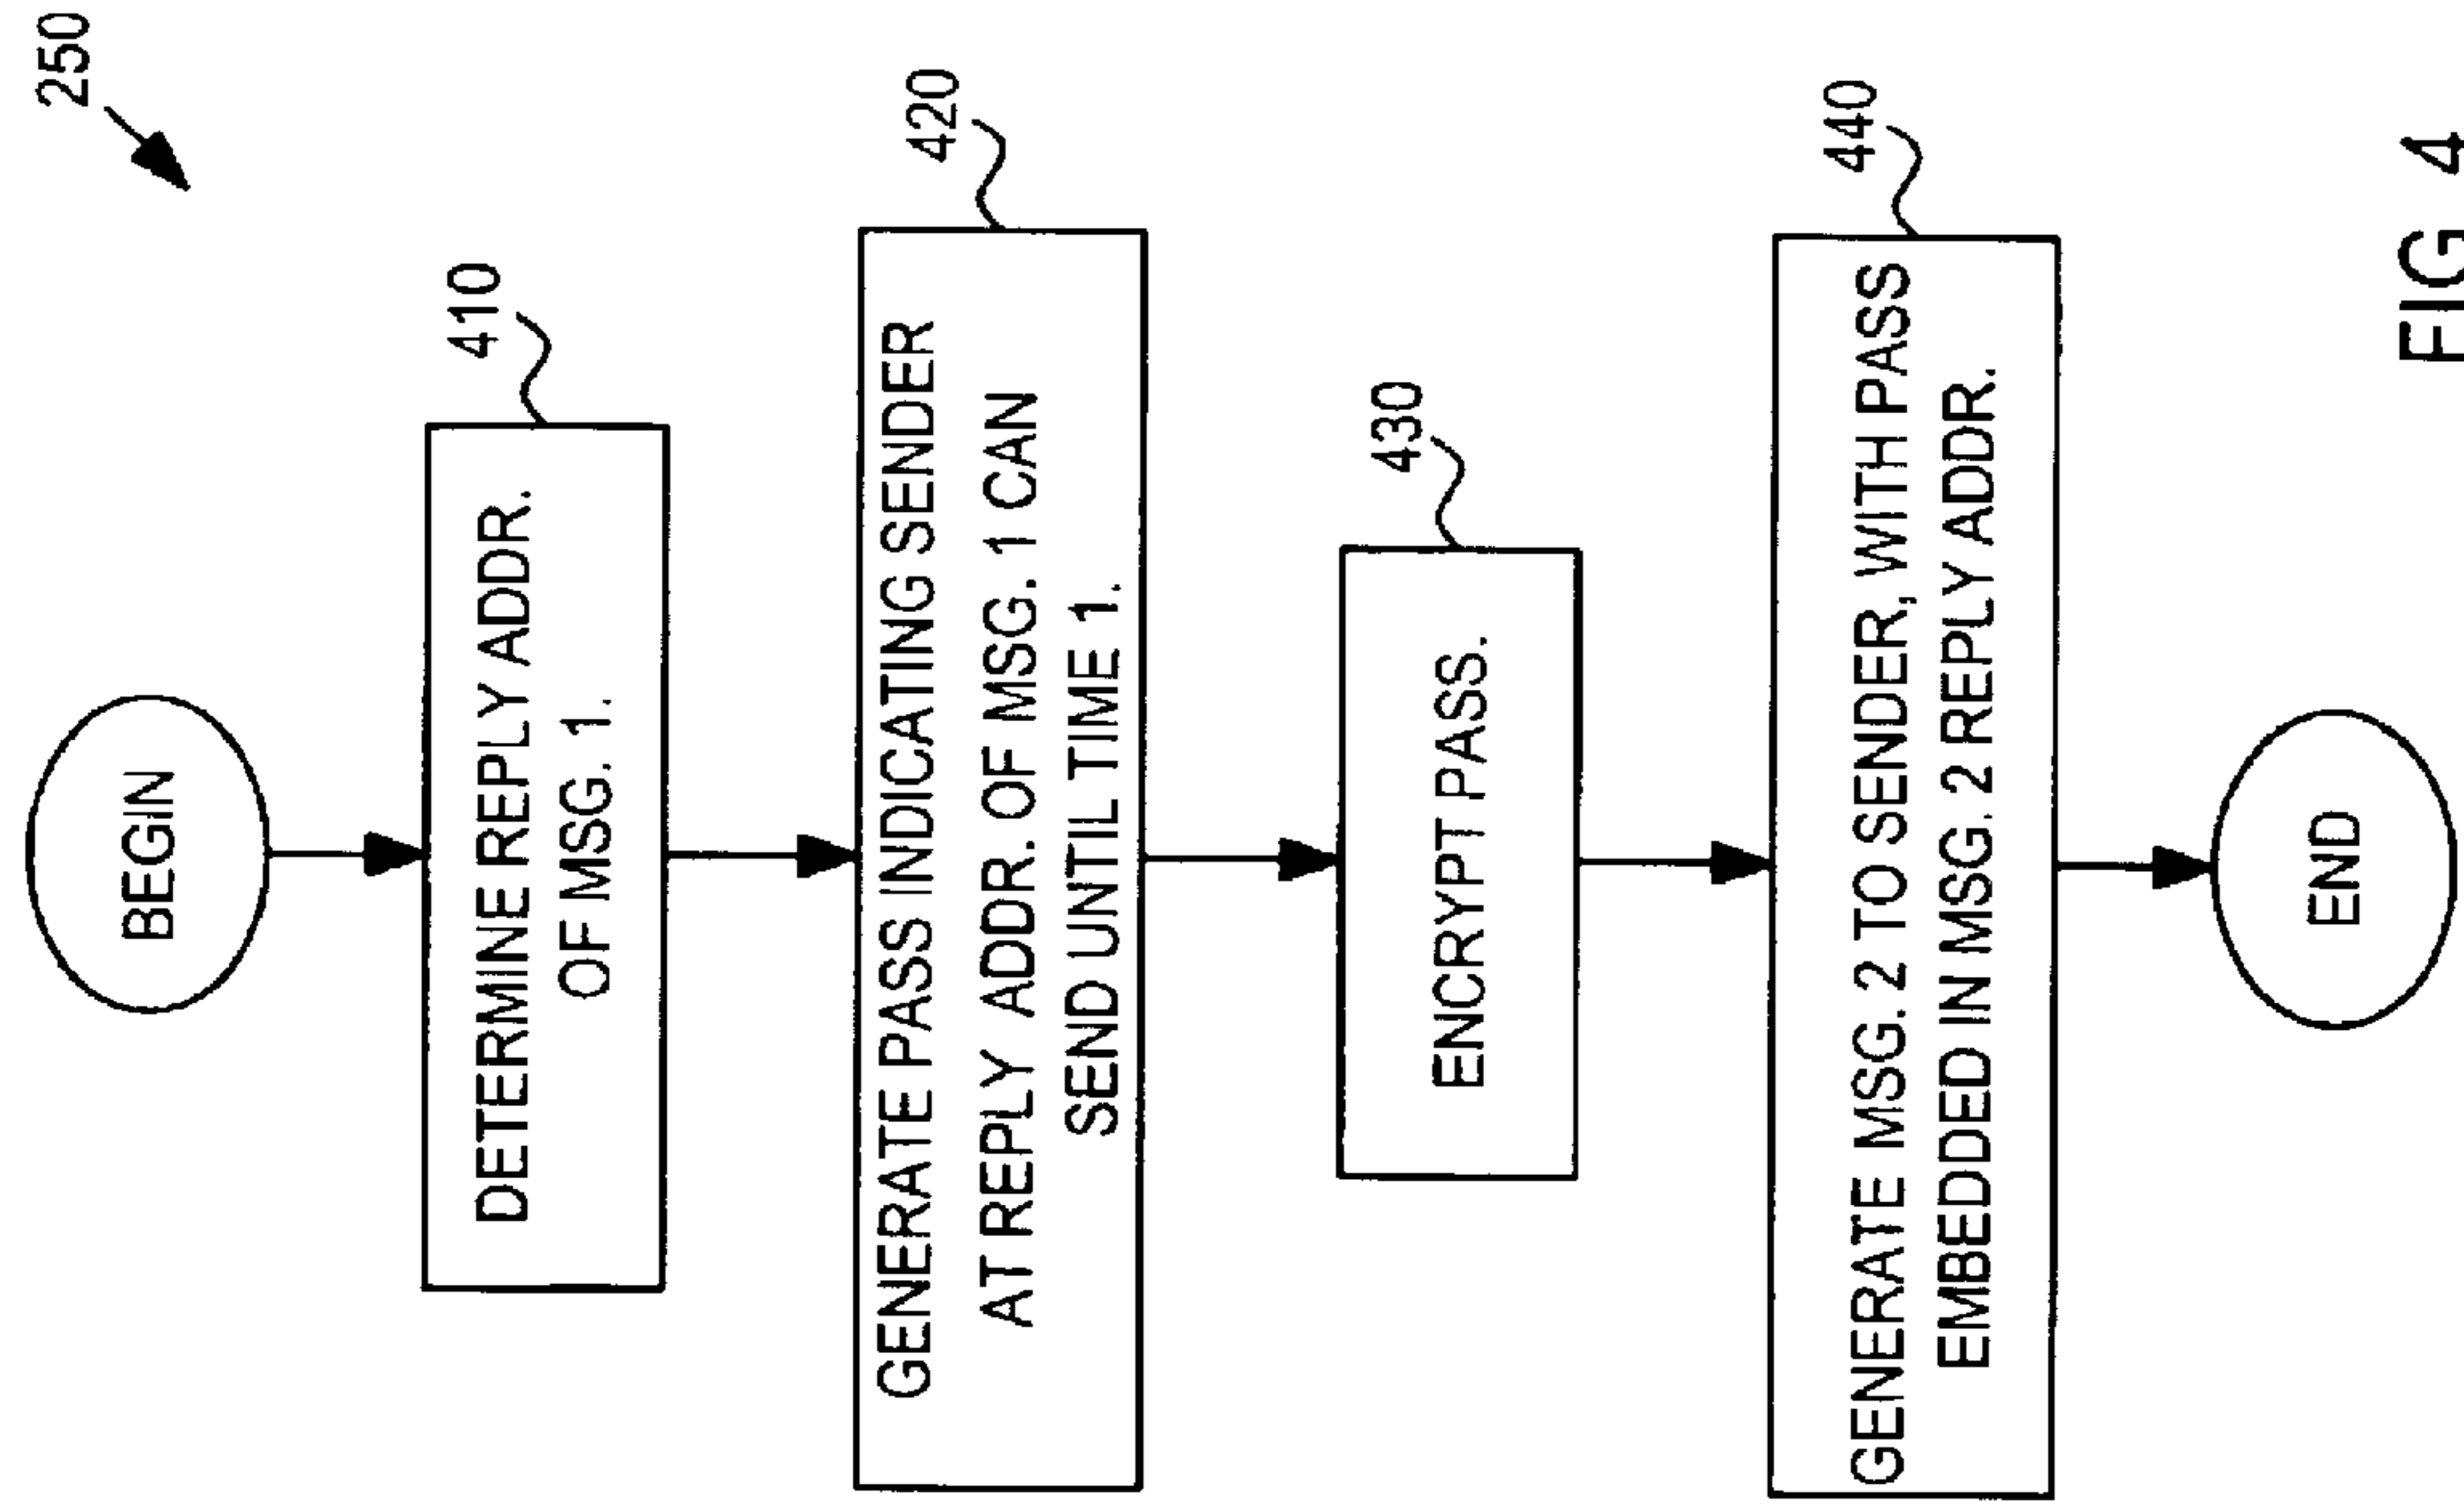 250
BEGIN
410
DETERMINE REPLY ADDR.
OF MSG. 1.
420
GENERATE PASS INDICATING SENDER
AT REPLY ADDR. OF MSG. 1 CAN
SEND UNTIL TIME 1.
430
ENCRYPT PASS.
440
GENERATE MSG. 2 TO SENDER, WITH PASS
EMBEDDED IN MSG. 2 REPLY ADDR.
END
FIG 4